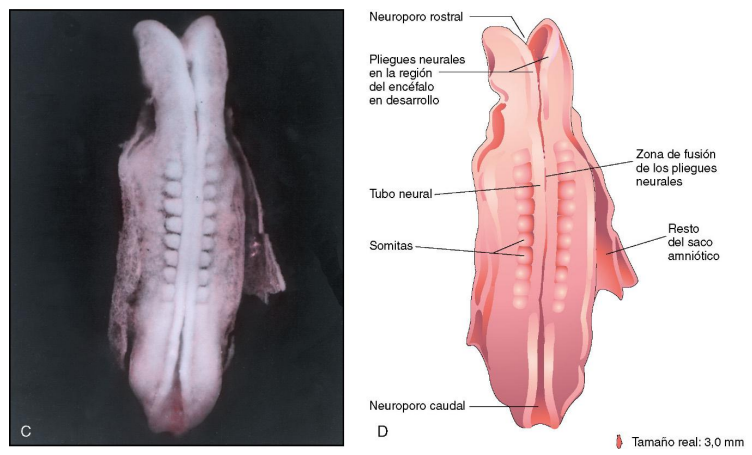 Neuroporo rostral
Pliegues neurales
en la región
del encéfalo
en desarrollo
Zona de fusión
de los pliegues
neurales
Tubo neural
Somitas
Resto
del saco
amniótico
Neuroporo caudal
C
D
Tamaño real: 3,0 mm